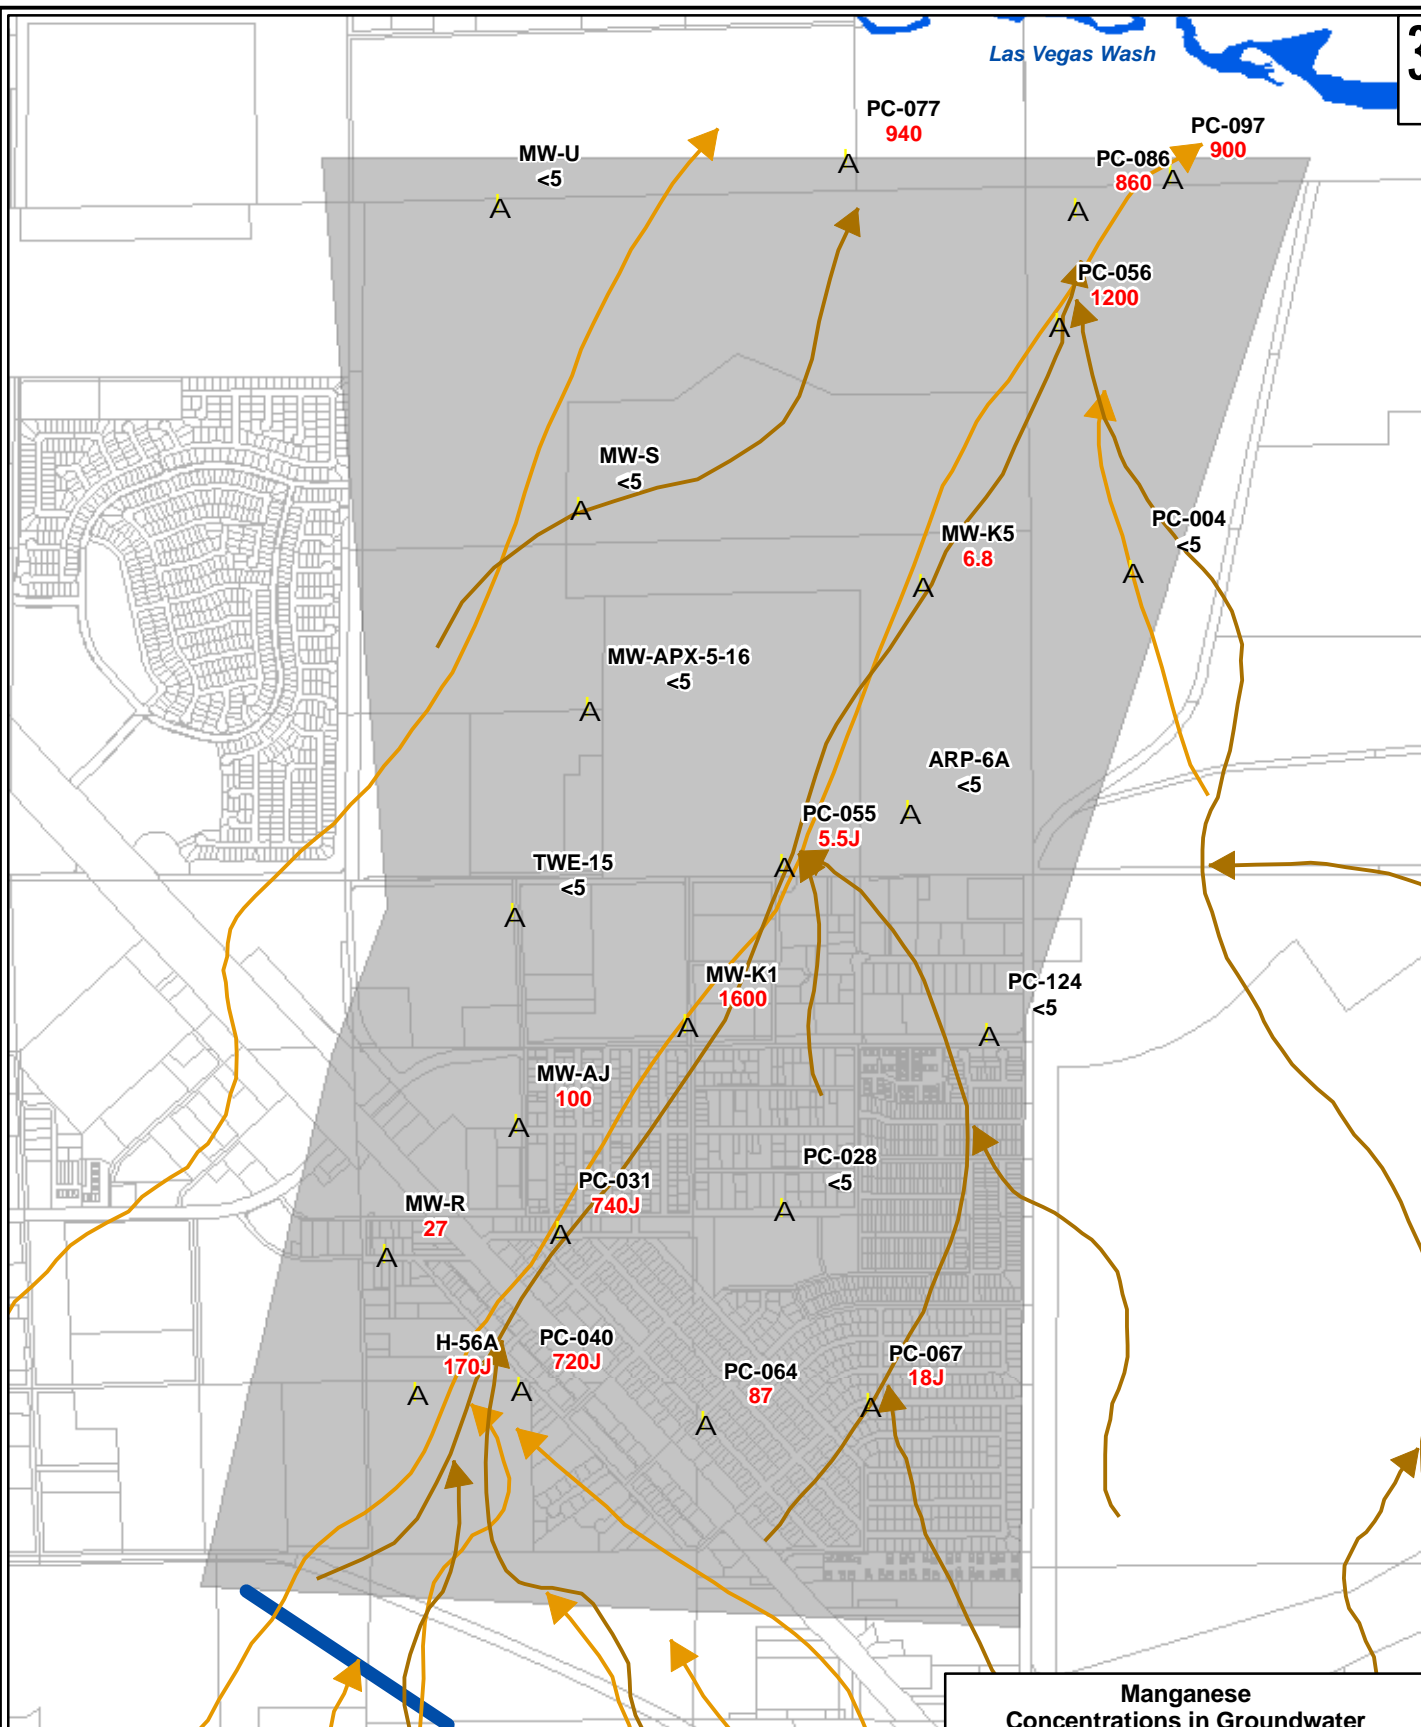 Las Vegas Wash
3
PC-077
940
PC-097
900
MW-U
<5
A
PC-086
860
A
A
A
PC-056
1200
A
MW-S
<5
A
PC-004
<5
A
MW-K5
6.8
A
MW-APX-5-16
<5
A
ARP-6A
<5
A
PC-055
5.5J
A
TWE-15
<5
A
MW-K1
1600
A
PC-124
<5
A
MW-AJ
100
A
PC-028
<5
A
PC-031
740J
A
MW-R
27
A
H-56A
170J
A
PC-040
720J
A
PC-064
87
A
PC-067
18J
A
Manganese
Concentrations in Groundwater